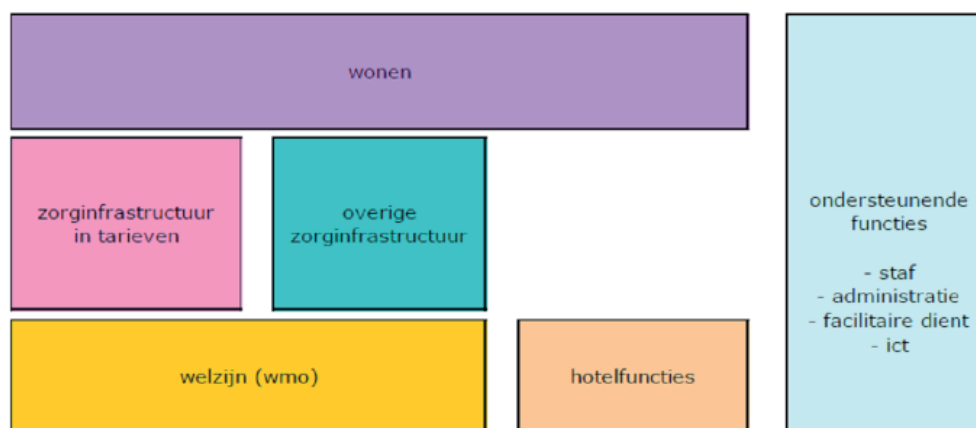 wonen
zorginfrastructuur
in tarieven
overige
zorginfrastructuur
welzijn (wmo)
hotelfuncties
ondersteunende
functies
- staf
- administratie
- facilitaire dient
- ict